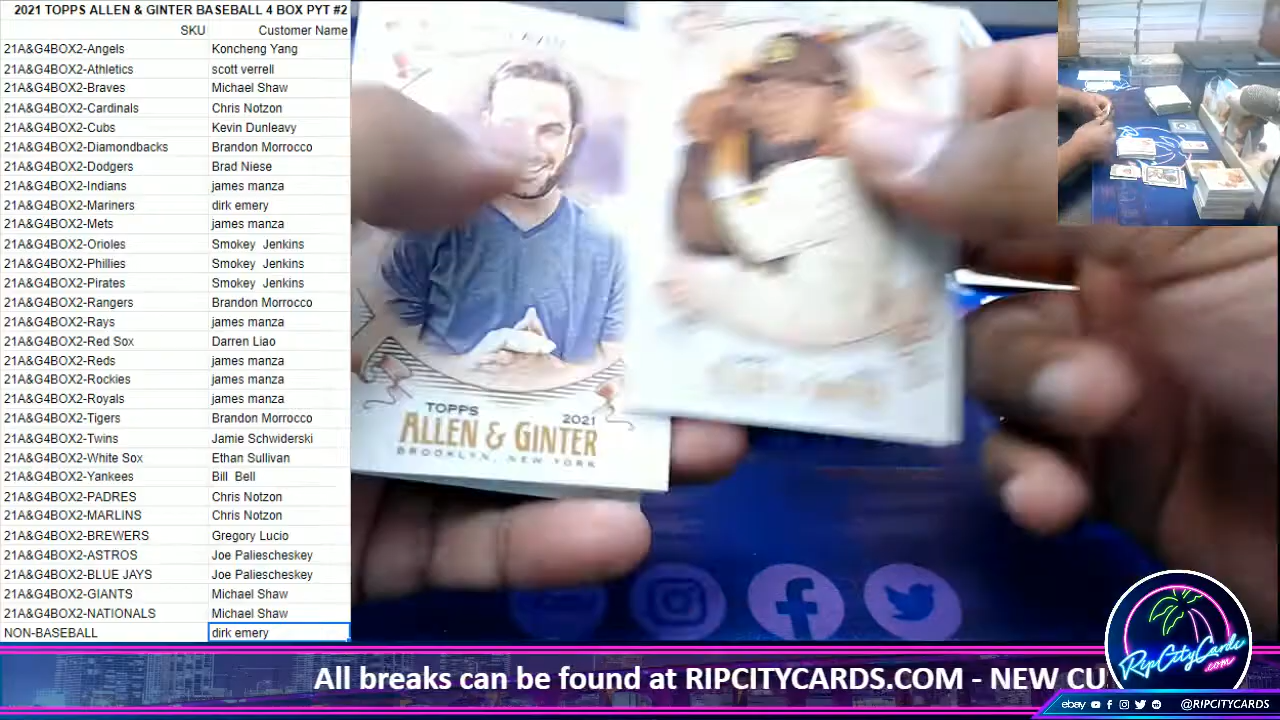 2021 TOPPS ALLEN & GINTER BASEBALL 4 BOX PYT #2
SKU Customer Name
21A&G4BOX2-Angels Koncheng Yang
21A&G4BOX2-Athletics scott verrell
21A&G4BOX2-Braves Michael Shaw
21A&G4BOX2-Cardinals Chris Notzon
21A&G4BOX2-Cubs Kevin Dunleavy
21A&G4BOX2-Diamondbacks Brandon Morrocco
21A&G4BOX2-Dodgers Brad Niese
21A&G4BOX2-Indians james manza
21A&G4BOX2-Mariners dirk emery
21A&G4BOX2-Mets james manza
21A&G4BOX2-Orioles Smokey Jenkins
21A&G4BOX2-Phillies Smokey Jenkins
21A&G4BOX2-Pirates Smokey Jenkins
21A&G4BOX2-Rangers Brandon Morrocco
21A&G4BOX2-Rays james manza
21A&G4BOX2-Red Sox Darren Liao
21A&G4BOX2-Reds james manza
21A&G4BOX2-Rockies james manza
21A&G4BOX2-Royals james manza
21A&G4BOX2-Tigers Brandon Morrocco
21A&G4BOX2-Twins Jamie Schwiderski
21A&G4BOX2-White Sox Ethan Sullivan
21A&G4BOX2-Yankees Bill Bell
21A&G4BOX2-PADRES Chris Notzon
21A&G4BOX2-MARLINS Chris Notzon
21A&G4BOX2-BREWERS Gregory Lucio
21A&G4BOX2-ASTROS Joe Paliescheskey
21A&G4BOX2-BLUE JAYS Joe Paliescheskey
21A&G4BOX2-GIANTS Michael Shaw
21A&G4BOX2-NATIONALS Michael Shaw
NON-BASEBALL dirk emery
TOPPS 2021
ALLEN & GINTER
BROOKLYN, NEW YORK
All breaks can be found at RIPCITYCARDS.COM - NEW CU
RipCityCards
.com
ebay @RIPCITYCARDS